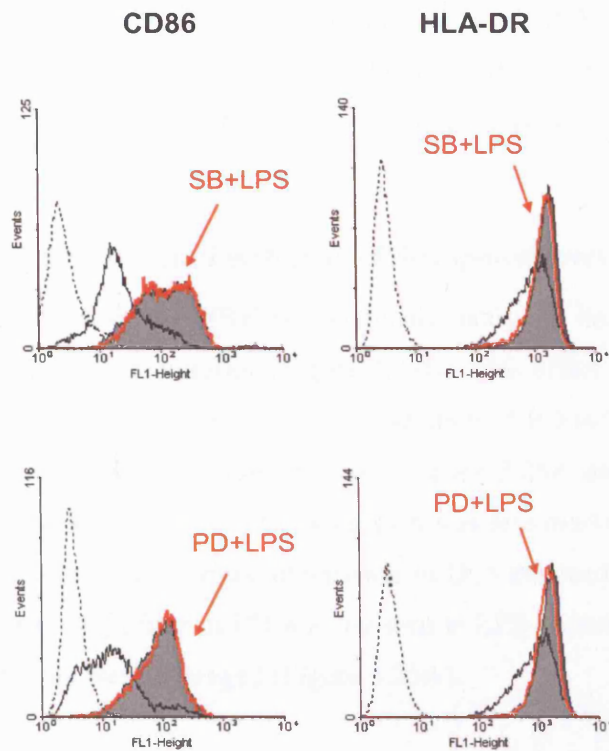 CD86
HLA-DR
125
Events
0
SB+LPS
10⁰ 10¹ 10² 10³ 10⁴
FL1-Height
140
Events
0
SB+LPS
10⁰ 10¹ 10² 10³ 10⁴
FL1-Height
116
Events
0
PD+LPS
10⁰ 10¹ 10² 10³ 10⁴
FL1-Height
144
Events
0
PD+LPS
10⁰ 10¹ 10² 10³ 10⁴
FL1-Height